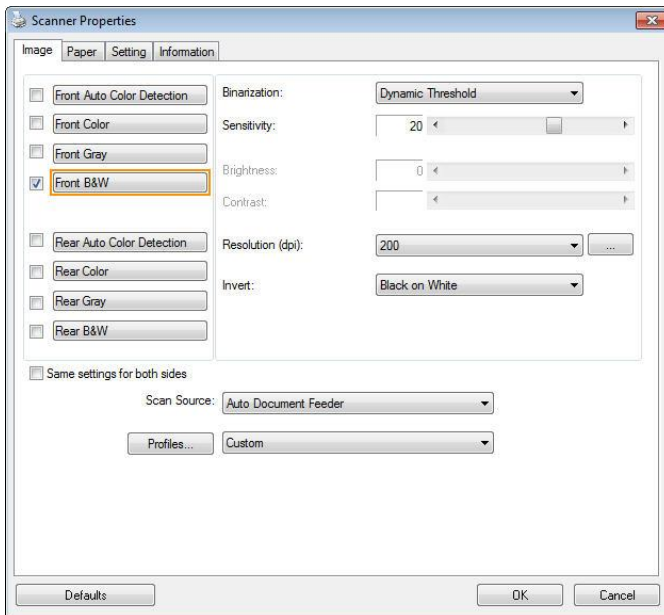 Scanner Properties
Image Paper Setting Information
Front Auto Color Detection
Front Color
Front Gray
Front B&W
Rear Auto Color Detection
Rear Color
Rear Gray
Rear B&W
Binarization: Dynamic Threshold
Sensitivity: 20
Brightness: 0
Contrast:
Resolution (dpi): 200 ...
Invert: Black on White
Same settings for both sides
Scan Source: Auto Document Feeder
Profiles... Custom
Defaults OK Cancel